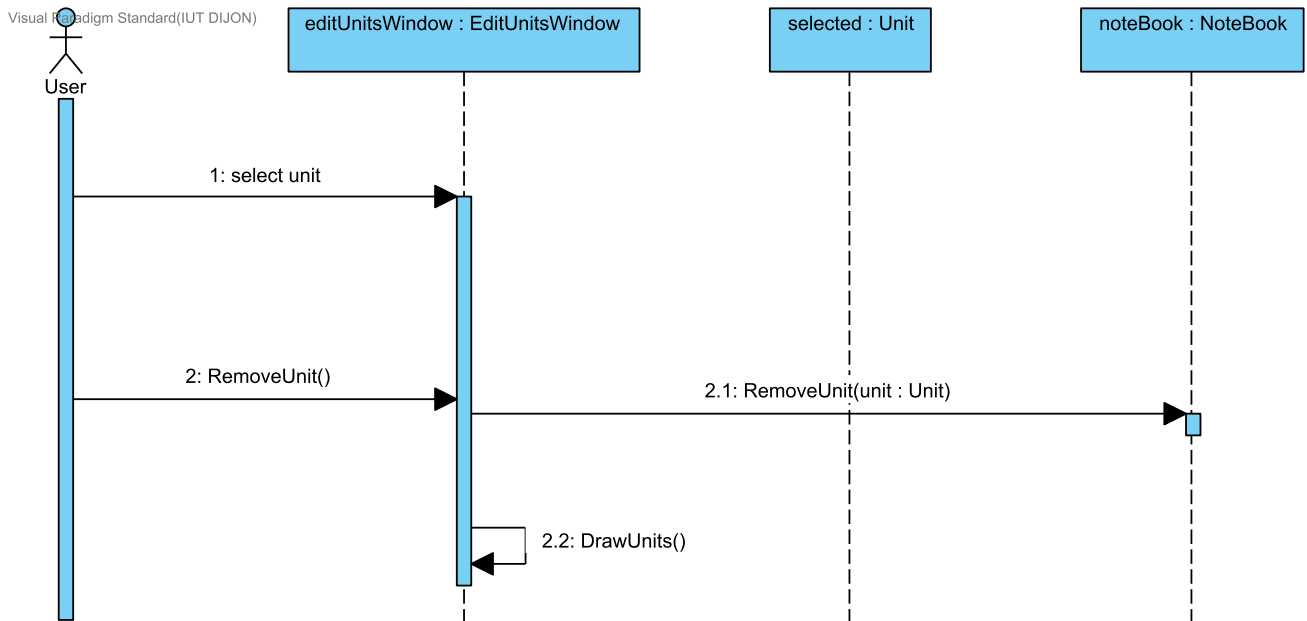 Visual Paradigm Standard(IUT DIJON)
editUnitsWindow : EditUnitsWindow
selected : Unit
noteBook : NoteBook
User
1: select unit
2: RemoveUnit()
2.1: RemoveUnit(unit : Unit)
2.2: DrawUnits()